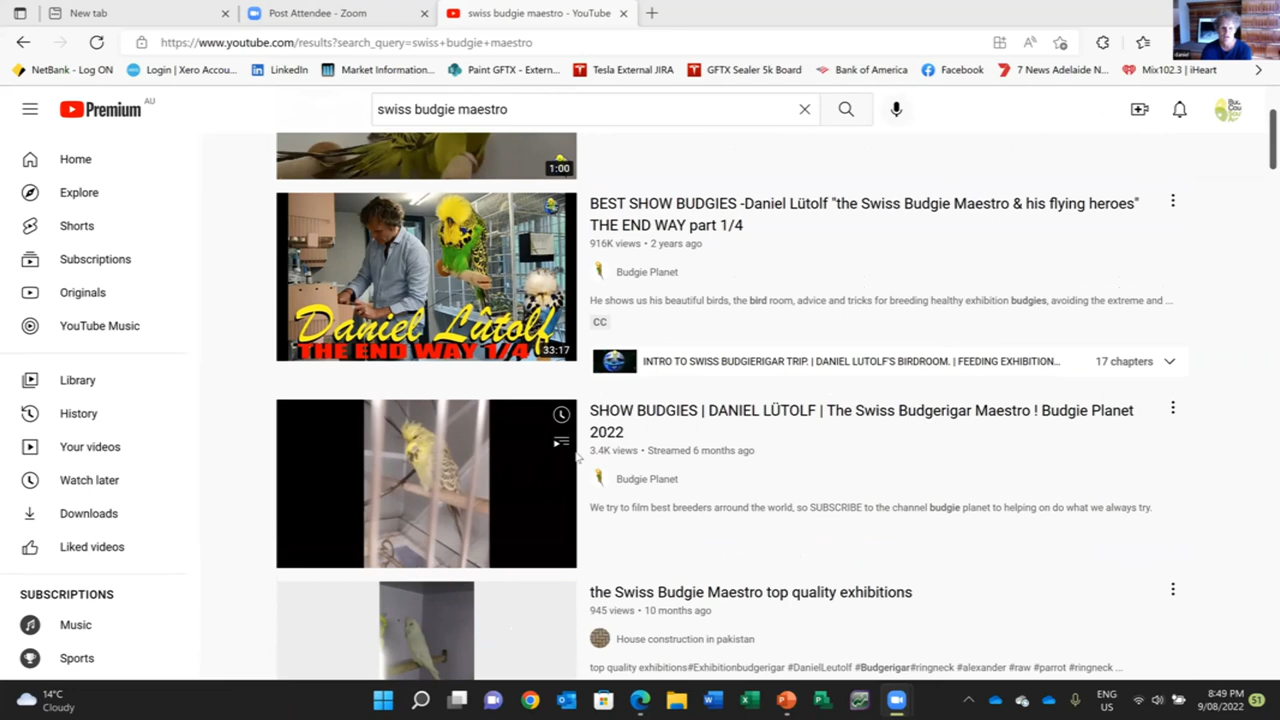 New tab
Post Attendee - Zoom
swiss budgie maestro - YouTube
https://www.youtube.com/results?search_query=swiss+budgie+maestro
NetBank - Log ON
Login | Xero Accou...
LinkedIn
Market Information...
Paint GF1X - Extern...
Tesla External JIRA
GFTX Sealer 5k Board
Bank of America
Facebook
7 News Adelaide N...
Mix102.3 | iHeart
daniel
Premium AU
swiss budgie maestro
Home
Explore
Shorts
Subscriptions
Originals
YouTube Music
Library
History
Your videos
Watch later
Downloads
Liked videos
SUBSCRIPTIONS
Music
Sports
1:00
Daniel Lûtolf
THE END WAY 1/4
33:17
BEST SHOW BUDGIES -Daniel Lütolf "the Swiss Budgie Maestro & his flying heroes"
THE END WAY part 1/4
916K views • 2 years ago
Budgie Planet
He shows us his beautiful birds, the bird room, advice and tricks for breeding healthy exhibition budgies, avoiding the extreme and ...
CC
INTRO TO SWISS BUDGIERIGAR TRIP. | DANIEL LUTOLF'S BIRDROOM. | FEEDING EXHIBITION...
17 chapters
SHOW BUDGIES | DANIEL LÜTOLF | The Swiss Budgerigar Maestro ! Budgie Planet
2022
3.4K views • Streamed 6 months ago
Budgie Planet
We try to film best breeders arround the world, so SUBSCRIBE to the channel budgie planet to helping on do what we always try.
the Swiss Budgie Maestro top quality exhibitions
945 views • 10 months ago
House construction in pakistan
top quality exhibitions#Exhibitionbudgerigar #DanielLeutolf #Budgerigar#ringneck #alexander #raw #parrot #ringneck ...
14°C
Cloudy
ENG
US
8:49 PM
9/08/2022
51